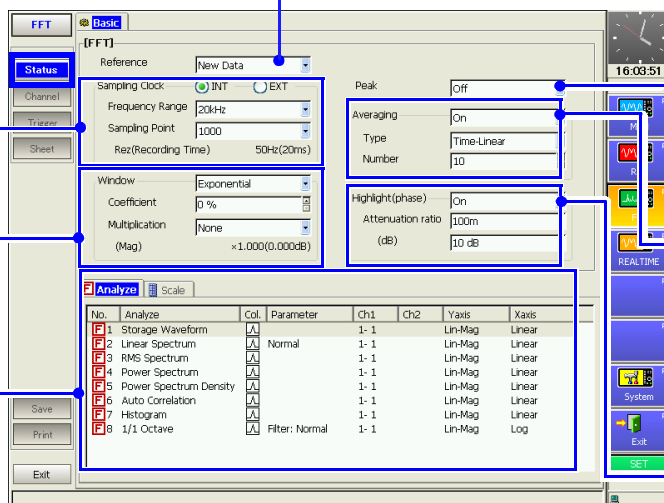 FFT
Basic
[FFT]
Status
Channel
Trigger
Sheet
Save
Print
Exit
Reference New Data
Sampling Clock INT EXT
Frequency Range 20kHz
Sampling Point 1000
Rez(Recording Time) 50Hz(20ms)
Window Exponential
Coefficient 0 %
Multiplication None
(Mag) ×1.000(0.000dB)
Peak Off
Averaging On
Type Time-Linear
Number 10
Highlight(phase) On
Attenuation ratio 100m
(dB) 10 dB
F Analyze Scale
No. Analyze Col. Parameter Ch1 Ch2 Yaxis Xaxis
F 1 Storage Waveform 1- 1 Lin-Mag Linear
F 2 Linear Spectrum Normal 1- 1 Lin-Mag Linear
F 3 RMS Spectrum 1- 1 Lin-Mag Linear
F 4 Power Spectrum 1- 1 Lin-Mag Linear
F 5 Power Spectrum Density 1- 1 Lin-Mag Linear
F 6 Auto Correlation 1- 1 Lin-Mag Linear
F 7 Histogram 1- 1 Lin-Mag Linear
F 8 1/1 Octave Filter: Normal 1- 1 Lin-Mag Log
16:03:51
M
R
F
REALTIME
System
Exit
SET